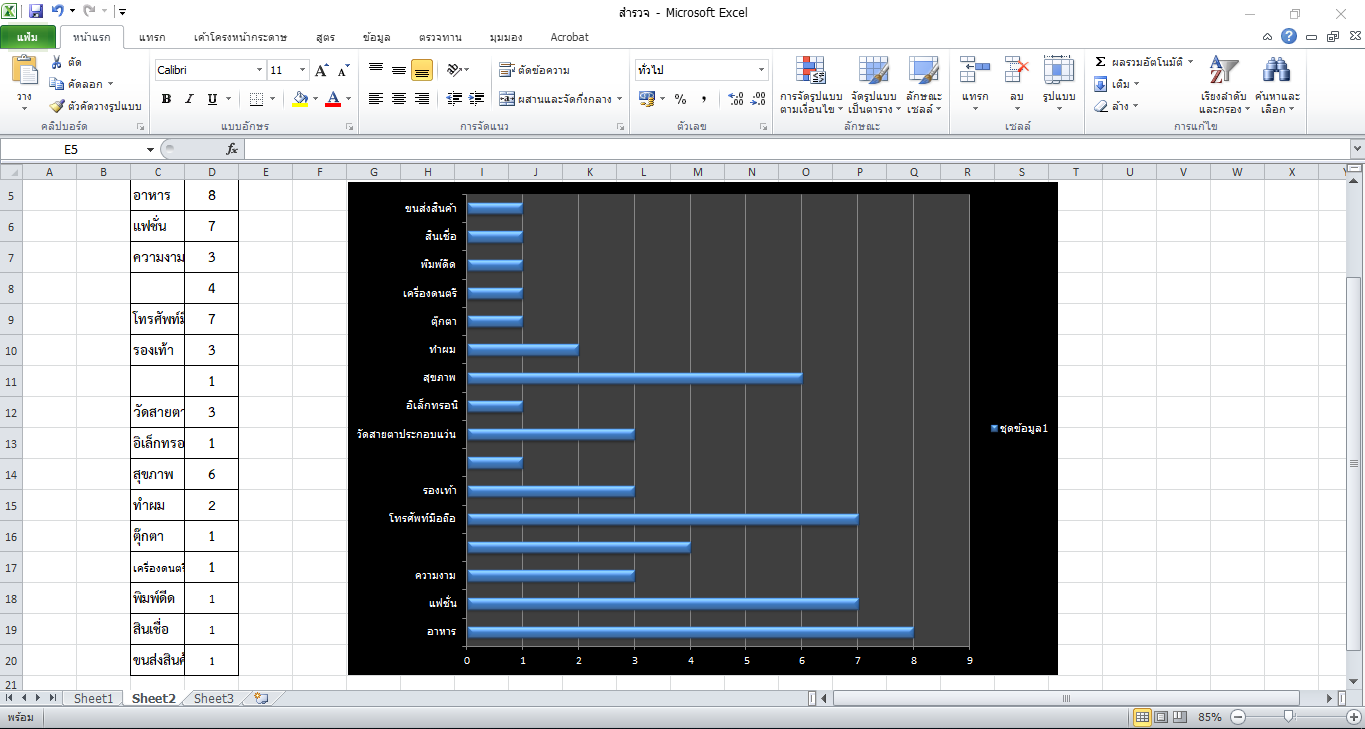 สำรวจ - Microsoft Excel
แฟ้ม หน้าแรก แทรก เค้าโครงหน้ากระดาษ สูตร ข้อมูล ตรวจทาน มุมมอง Acrobat
วาง
ตัด
คัดลอก
ตัวคัดวางรูปแบบ
คลิปบอร์ด
Calibri 11
B I U
แบบอักษร
ตัดข้อความ
ผสานและจัดกึ่งกลาง
การจัดแนว
ทั่วไป
ตัวเลข
การจัดรูปแบบ
ตามเงื่อนไข
จัดรูปแบบ
เป็นตาราง
ลักษณะ
เซลล์
ลักษณะ
แทรก ลบ รูปแบบ
เซลล์
Σ ผลรวมอัตโนมัติ
เติม
ล้าง
เรียงลำดับ
และกรอง
ค้นหาและ
เลือก
การแก้ไข
E5 fx
A B C D E F G H I J K L M N O P Q R S T U V W X
5 อาหาร 8
6 แฟชั่น 7
7 ความงาม 3
8 4
9 โทรศัพท์มื 7
10 รองเท้า 3
11 1
12 วัดสายตา 3
13 อิเล็กทรอ 1
14 สุขภาพ 6
15 ทำผม 2
16 ตุ๊กตา 1
17 เครื่องดนตรี 1
18 พิมพ์ดีด 1
19 สินเชื่อ 1
20 ขนส่งสินค้ 1
21
ขนส่งสินค้า
สินเชื่อ
พิมพ์ดีด
เครื่องดนตรี
ตุ๊กตา
ทำผม
สุขภาพ
อิเล็กทรอนิ
วัดสายตาประกอบแว่น
รองเท้า
โทรศัพท์มือถือ
ความงาม
แฟชั่น
อาหาร
0 1 2 3 4 5 6 7 8 9
ชุดข้อมูล1
Sheet1 Sheet2 Sheet3
พร้อม 85%